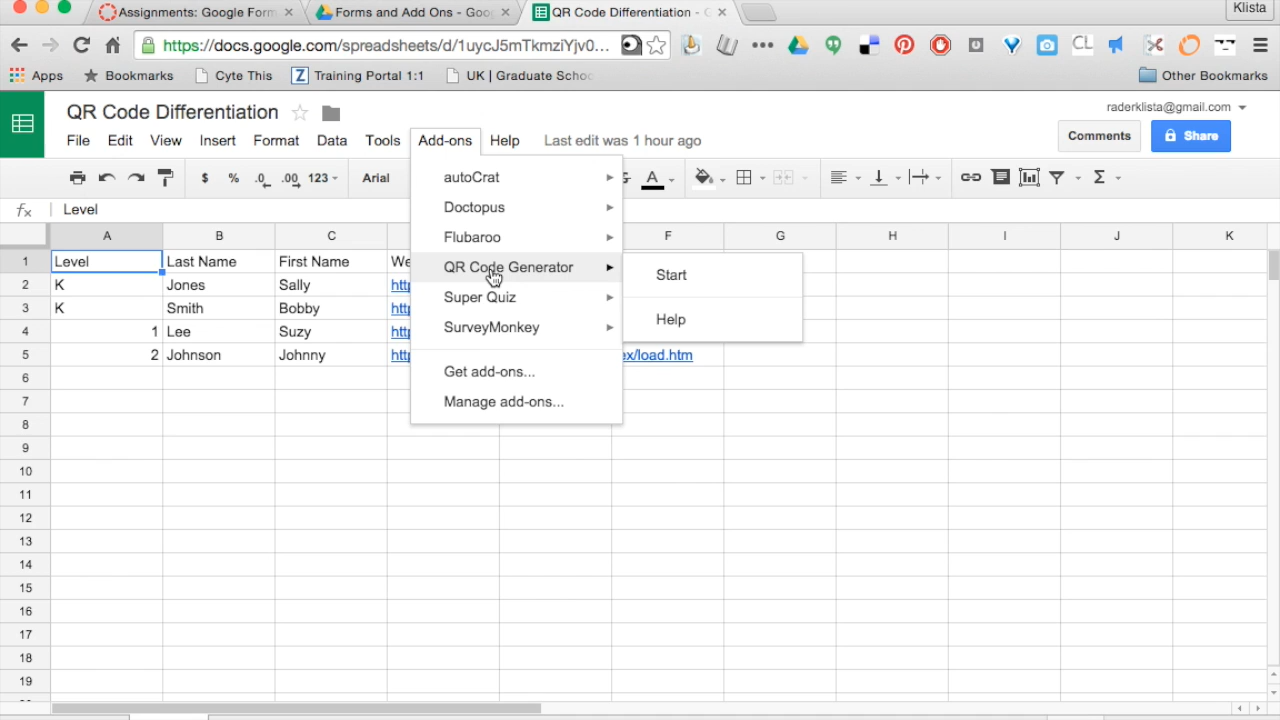 Klista
Assignments: Google Form
Forms and Add Ons - Goo
QR Code Differentiation - G
https://docs.google.com/spreadsheets/d/1uycJ5mTkmziYjv0...
CL
Apps
Bookmarks
Cyte This
Z Training Portal 1:1
UK | Graduate Schoo
Other Bookmarks
QR Code Differentiation
raderklista@gmail.com
File Edit View Insert Format Data Tools Add-ons Help
Last edit was 1 hour ago
Comments
Share
$ % .0 .00 123 Arial S A Σ
fx Level
A B C F G H I J K
1 Level Last Name First Name We
2 K Jones Sally htt
3 K Smith Bobby htt
4 1 Lee Suzy htt
5 2 Johnson Johnny htt ex/load.htm
6
7
8
9
10
11
12
13
14
15
16
17
18
19
autoCrat
Doctopus
Flubaroo
QR Code Generator
Super Quiz
SurveyMonkey
Get add-ons...
Manage add-ons...
Start
Help